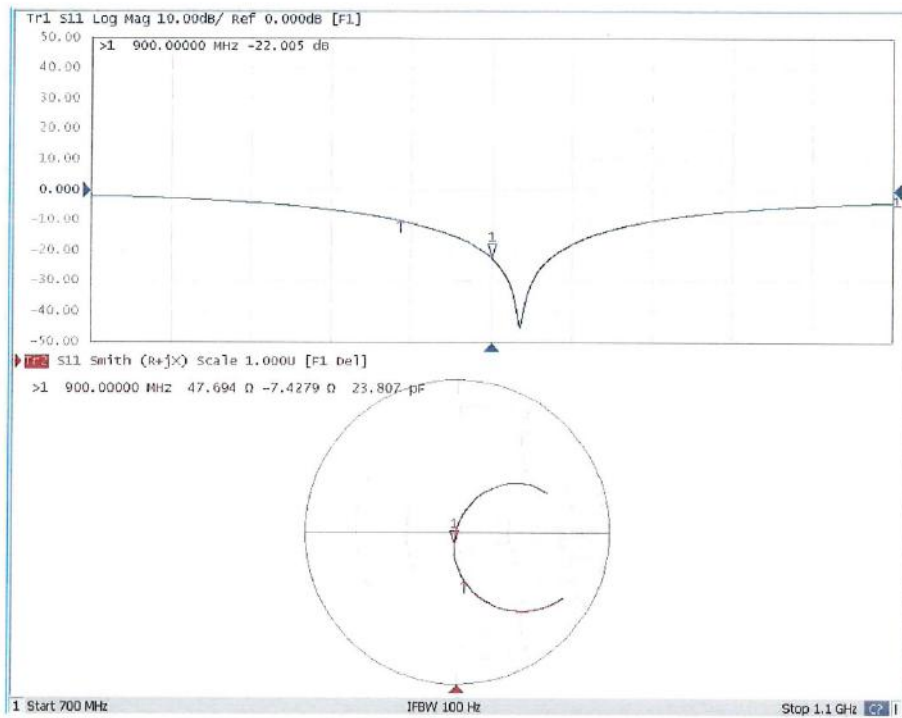 Tr1 S11 Log Mag 10.00dB/ Ref 0.000dB [F1]
50.00
>1 900.00000 MHz -22.005 dB
40.00
30.00
20.00
10.00
0.000
1
-10.00
1
-20.00
-30.00
-40.00
-50.00
Tr2 S11 Smith (R+jX) Scale 1.000U [F1 Del]
>1 900.00000 MHz 47.694 Ω -7.4279 Ω 23.807 pF
1
1 Start 700 MHz IFBW 100 Hz Stop 1.1 GHz C?